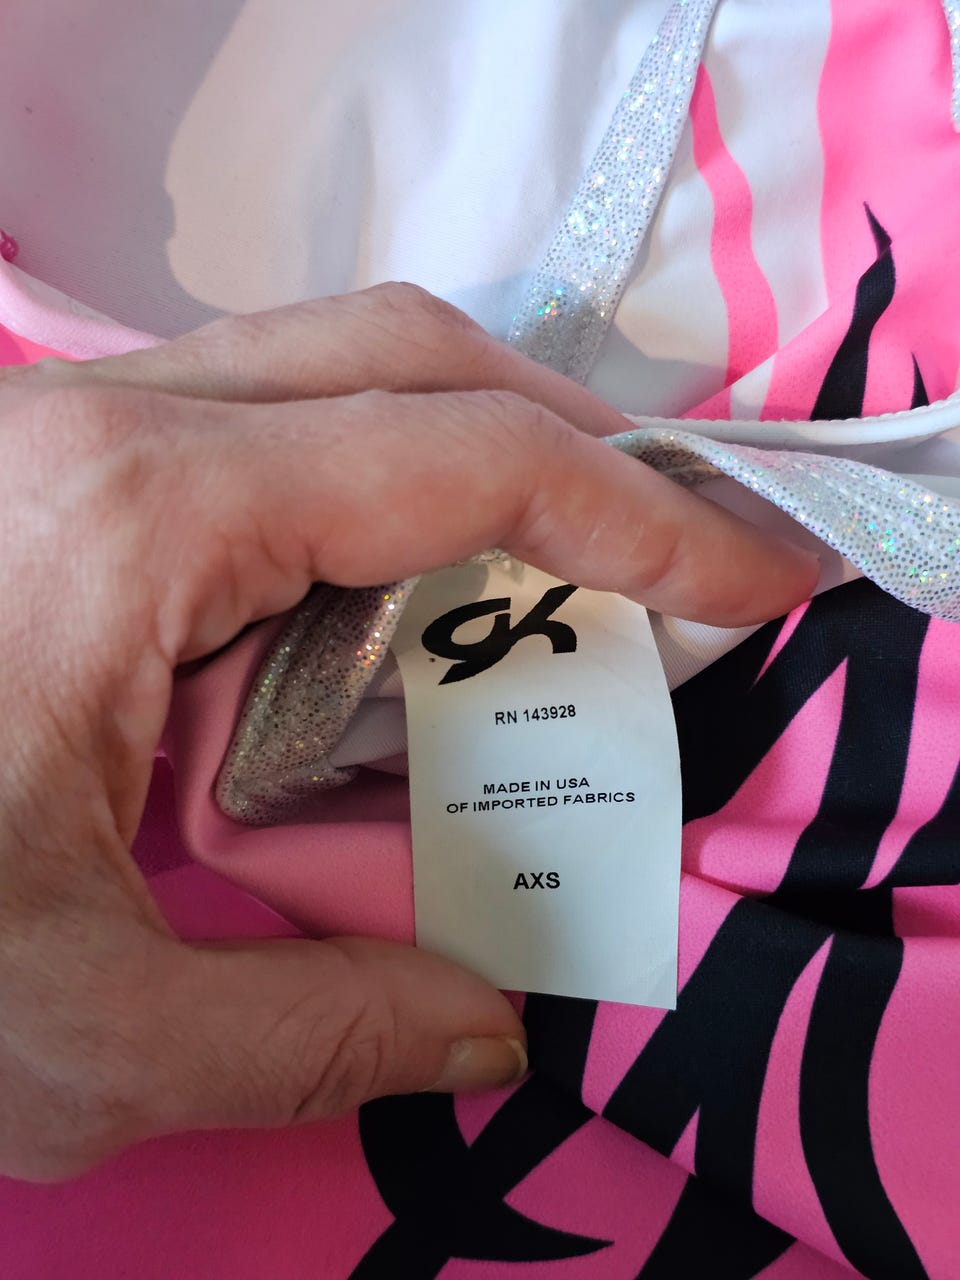 GK
RN 143928
MADE IN USA
OF IMPORTED FABRICS
AXS